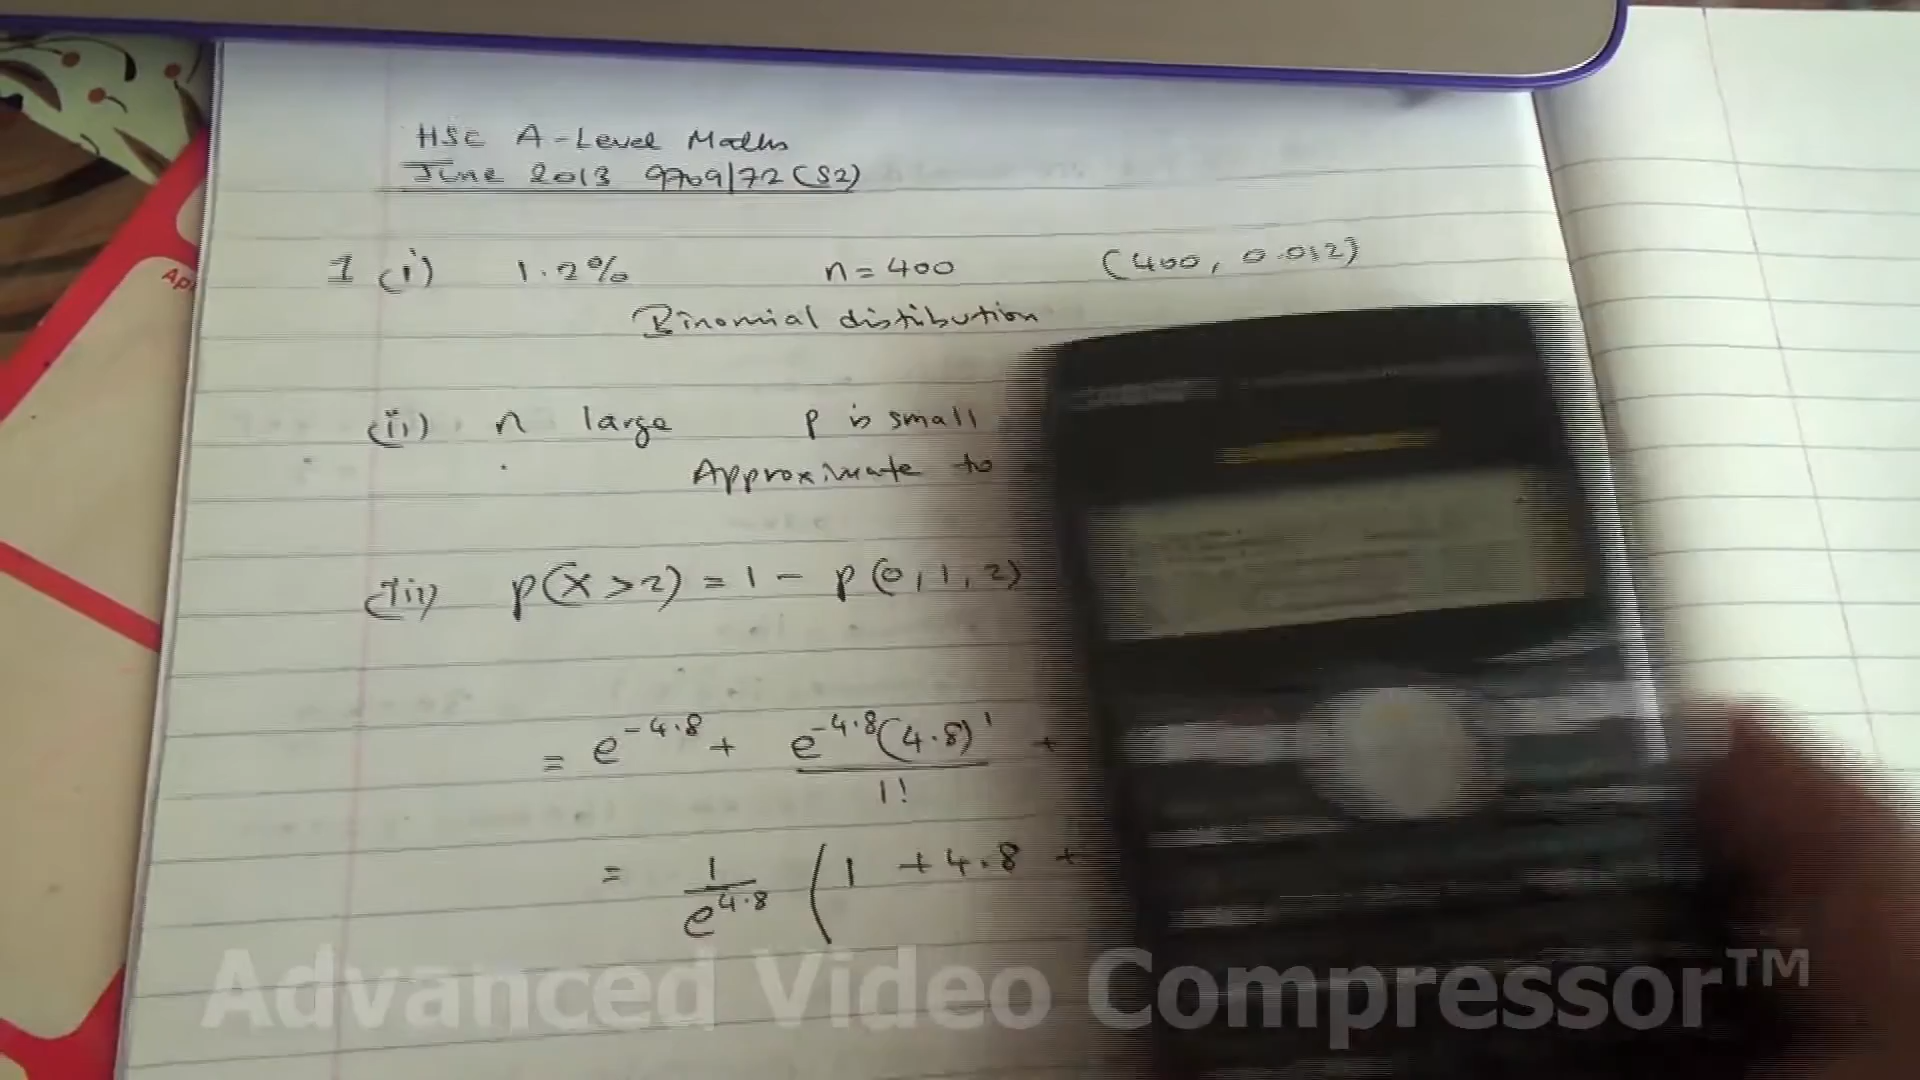 HSC A-Level Maths
June 2013 9709/72 (S2)
1 (i) 1.2% n = 400 (400, 0.012)
Binomial distibution
(ii) n large p is small
Approximate to
(iii) p(X > 2) = 1 - p(0, 1, 2)
= e^-4.8 + e^-4.8(4.8)^1 / 1! +
= 1/e^4.8 (1 + 4.8 +
Advanced Video Compressor™
Ap